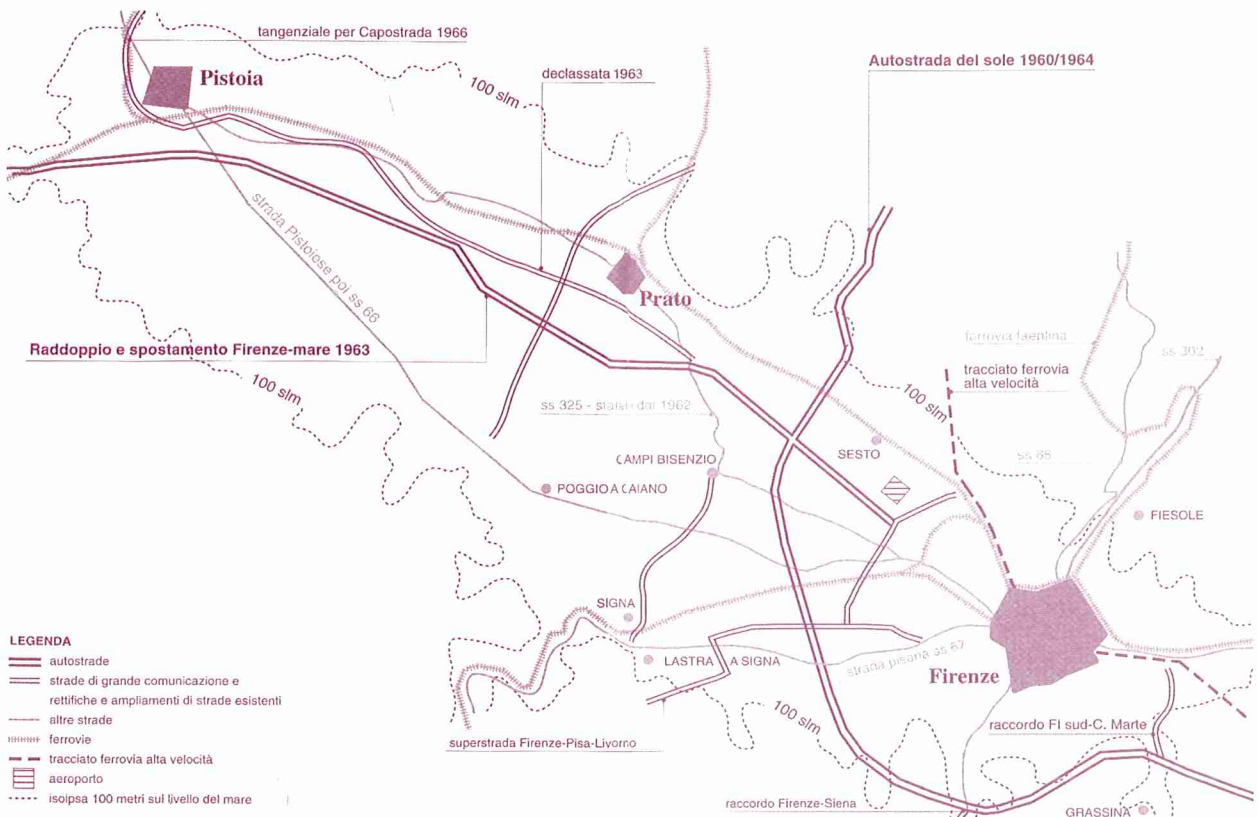 tangenziale per Capostrada 1966
Pistoia
declassata 1963
Autostrada del sole 1960/1964
100 slm
strada Pistoiese poi ss 66
Prato
Raddoppio e spostamento Firenze-mare 1963
100 slm
ferrovia faentina
ss 302
tracciato ferrovia
alta velocità
100 slm
ss 325 - dal 1962
CAMPI BISENZIO
SESTO
ss 65
POGGIO A CAIANO
FIESOLE
SIGNA
LASTRA A SIGNA
strada pisana ss 67
Firenze
100 slm
raccordo FI sud-C. Marte
superstrada Firenze-Pisa-Livorno
raccordo Firenze-Siena
GRASSINA
LEGENDA
autostrade
strade di grande comunicazione e
rettifiche e ampliamenti di strade esistenti
altre strade
ferrovie
tracciato ferrovia alta velocità
aeroporto
isoipsa 100 metri sul livello del mare